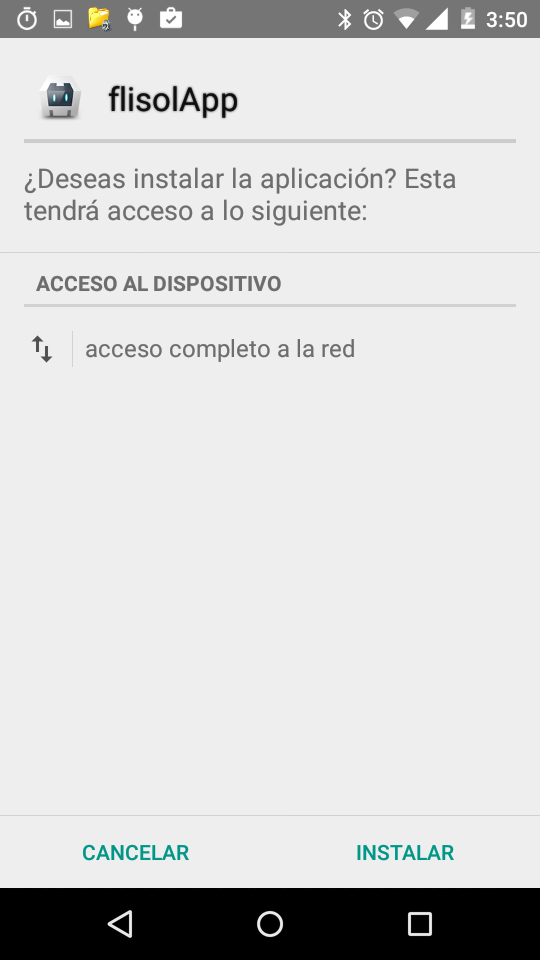 3:50
flisolApp
¿Deseas instalar la aplicación? Esta
tendrá acceso a lo siguiente:
ACCESO AL DISPOSITIVO
acceso completo a la red
CANCELAR
INSTALAR